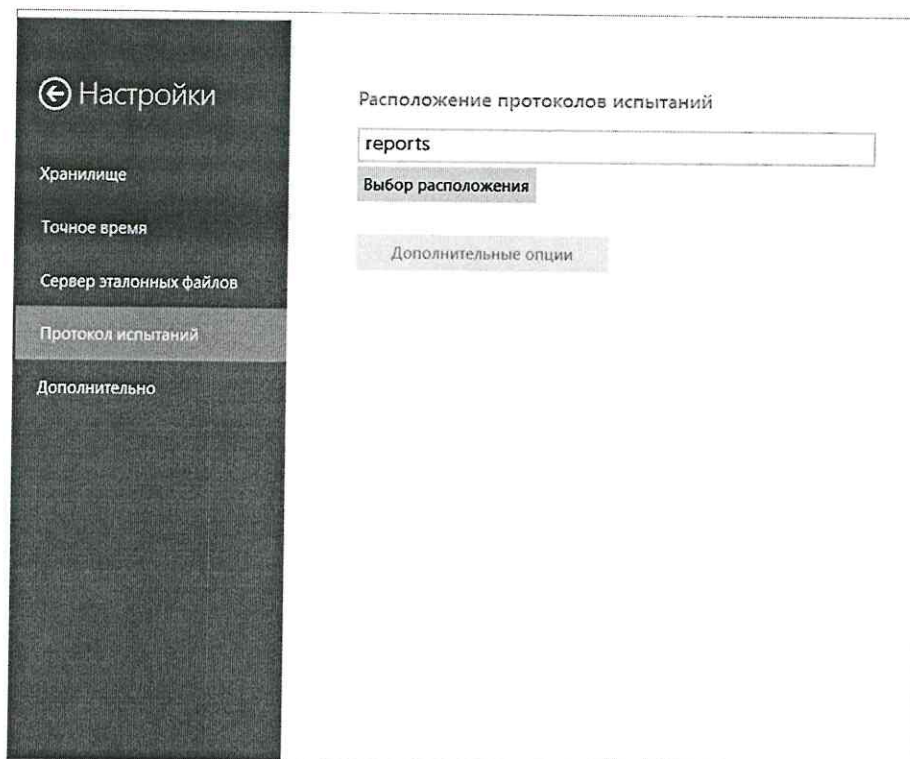 Настройки
Хранилище
Точное время
Сервер эталонных файлов
Протокол испытаний
Дополнительно
Расположение протоколов испытаний
reports
Выбор расположения
Дополнительные опции